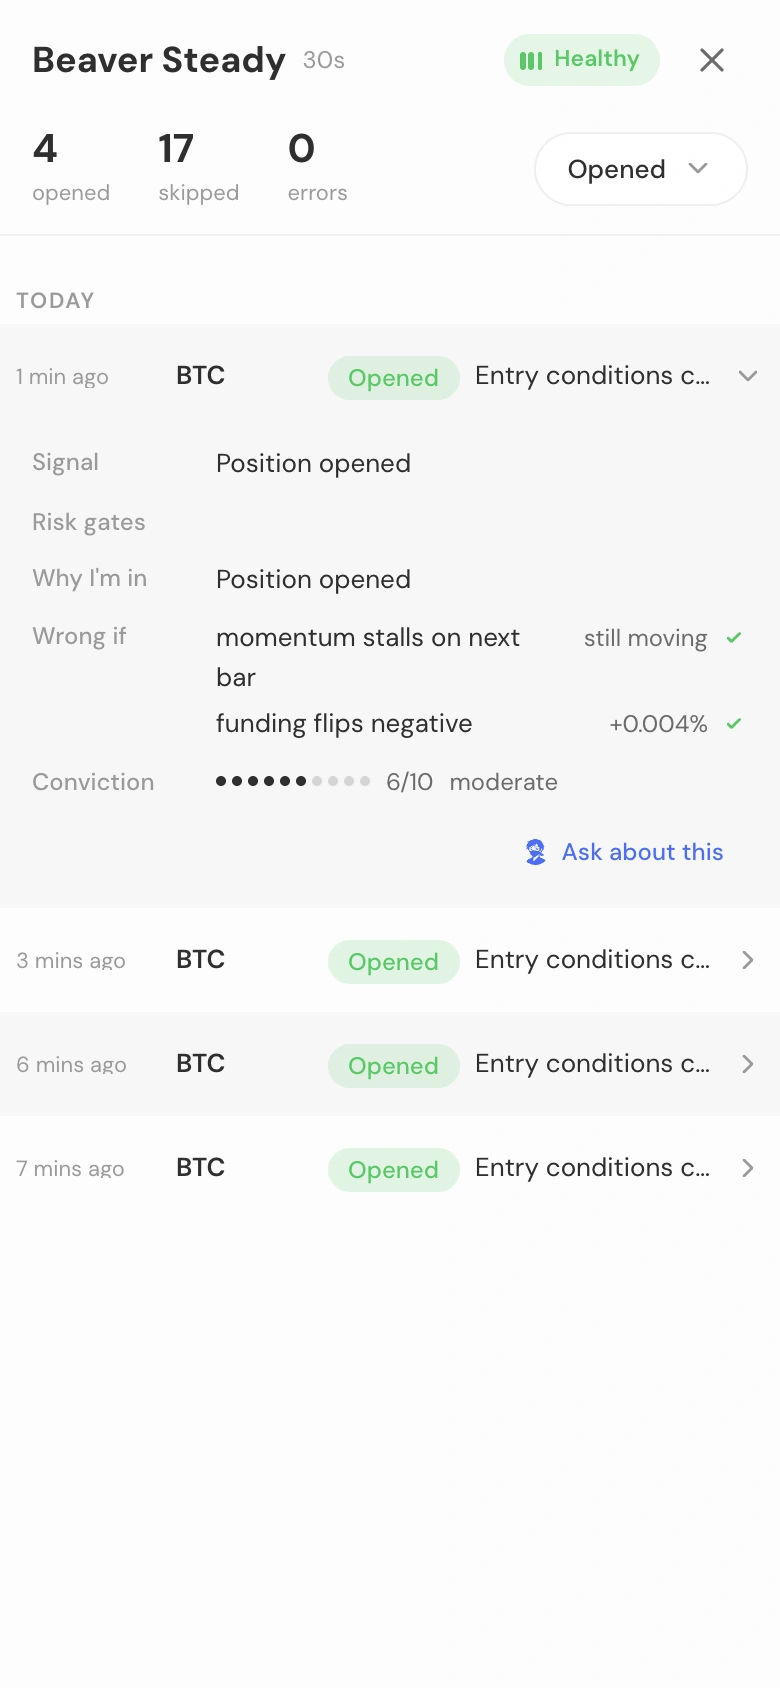 Beaver Steady 30s Healthy
4 17 0
opened skipped errors
Opened
TODAY
1 min ago BTC Opened Entry conditions c...
Signal Position opened
Risk gates
Why I'm in Position opened
Wrong if momentum stalls on next still moving
bar
funding flips negative +0.004%
Conviction 6/10 moderate
Ask about this
3 mins ago BTC Opened Entry conditions c...
6 mins ago BTC Opened Entry conditions c...
7 mins ago BTC Opened Entry conditions c...